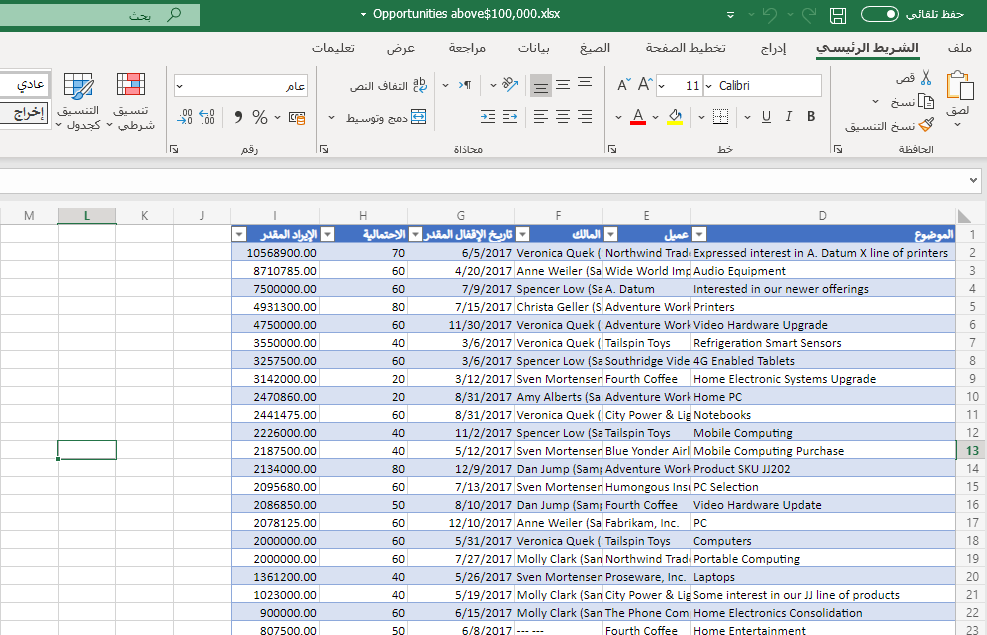 حفظ تلقائي Opportunities above$100,000.xlsx بحث
ملف الشريط الرئيسي إدراج تخطيط الصفحة الصيغ بيانات مراجعة عرض تعليمات
لصق قص نسخ نسخ التنسيق
الحافظة
Calibri 11 A A
B I U A
خط
التفاف النص
دمج وتوسيط
محاذاة
عام
% ,
رقم
تنسيق شرطي
التنسيق كجدول
عادي
إخراج
D E F G H I J K L M
1 الموضوع عميل المالك تاريخ الإقفال المقدر الاحتمالية الإيراد المقدر
2 Expressed interest in A. Datum X line of printers Northwind Trad Veronica Quek ( 6/5/2017 70 10568900.00
3 Audio Equipment Wide World Imp Anne Weiler (Sa 4/20/2017 60 8710785.00
4 Interested in our newer offerings A. Datum Spencer Low (Sa 7/9/2017 60 7500000.00
5 Printers Adventure Work Christa Geller (S 7/15/2017 80 4931300.00
6 Video Hardware Upgrade Adventure Work Veronica Quek ( 11/30/2017 60 4750000.00
7 Refrigeration Smart Sensors Tailspin Toys Veronica Quek ( 3/6/2017 40 3550000.00
8 4G Enabled Tablets Southridge Vide Spencer Low (Sa 3/6/2017 60 3257500.00
9 Home Electronic Systems Upgrade Fourth Coffee Sven Mortensen 3/12/2017 20 3142000.00
10 Home PC Adventure Work Amy Alberts (Sa 8/31/2017 20 2470860.00
11 Notebooks City Power & Lig Veronica Quek ( 8/31/2017 60 2441475.00
12 Mobile Computing Tailspin Toys Spencer Low (Sa 11/2/2017 40 2226000.00
13 Mobile Computing Purchase Blue Yonder Airl Sven Mortensen 5/12/2017 40 2187500.00
14 Product SKU JJ202 Adventure Work Dan Jump (Samp 12/9/2017 80 2134000.00
15 PC Selection Humongous Insu Sven Mortensen 7/13/2017 60 2095680.00
16 Video Hardware Update Fourth Coffee Dan Jump (Samp 8/10/2017 50 2086850.00
17 PC Fabrikam, Inc. Anne Weiler (Sa 12/10/2017 60 2078125.00
18 Computers Tailspin Toys Veronica Quek ( 5/31/2017 60 2000000.00
19 Portable Computing Northwind Trad Molly Clark (Sam 7/27/2017 60 2000000.00
20 Laptops Proseware, Inc. Sven Mortensen 5/26/2017 40 1361200.00
21 Some interest in our JJ line of products City Power & Lig Molly Clark (Sam 5/19/2017 40 1023000.00
22 Home Electronics Consolidation The Phone Com Molly Clark (Sam 6/15/2017 60 900000.00
23 Home Entertainment Fourth Coffee --- --- 6/8/2017 50 807500.00